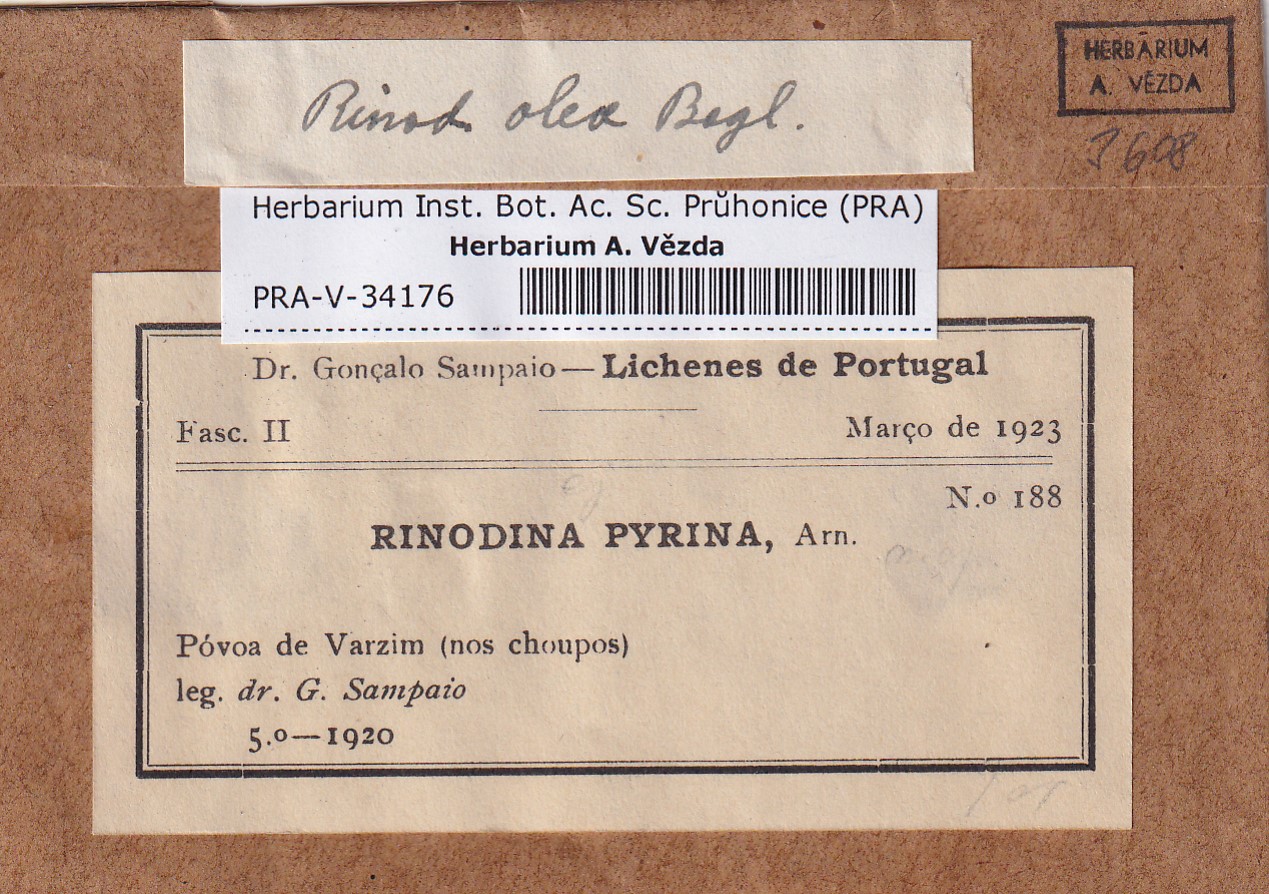 HERBARIUM
A. VĚZDA
3608
Rinod. olea Bagl.
Herbarium Inst. Bot. Ac. Sc. Prŭhonice (PRA)
Herbarium A. Vězda
PRA-V-34176
Dr. Gonçalo Sampaio — Lichenes de Portugal
Fasc. II Março de 1923
N.o 188
RINODINA PYRINA, Arn.
Póvoa de Varzim (nos choupos)
leg. dr. G. Sampaio
5.o—1920